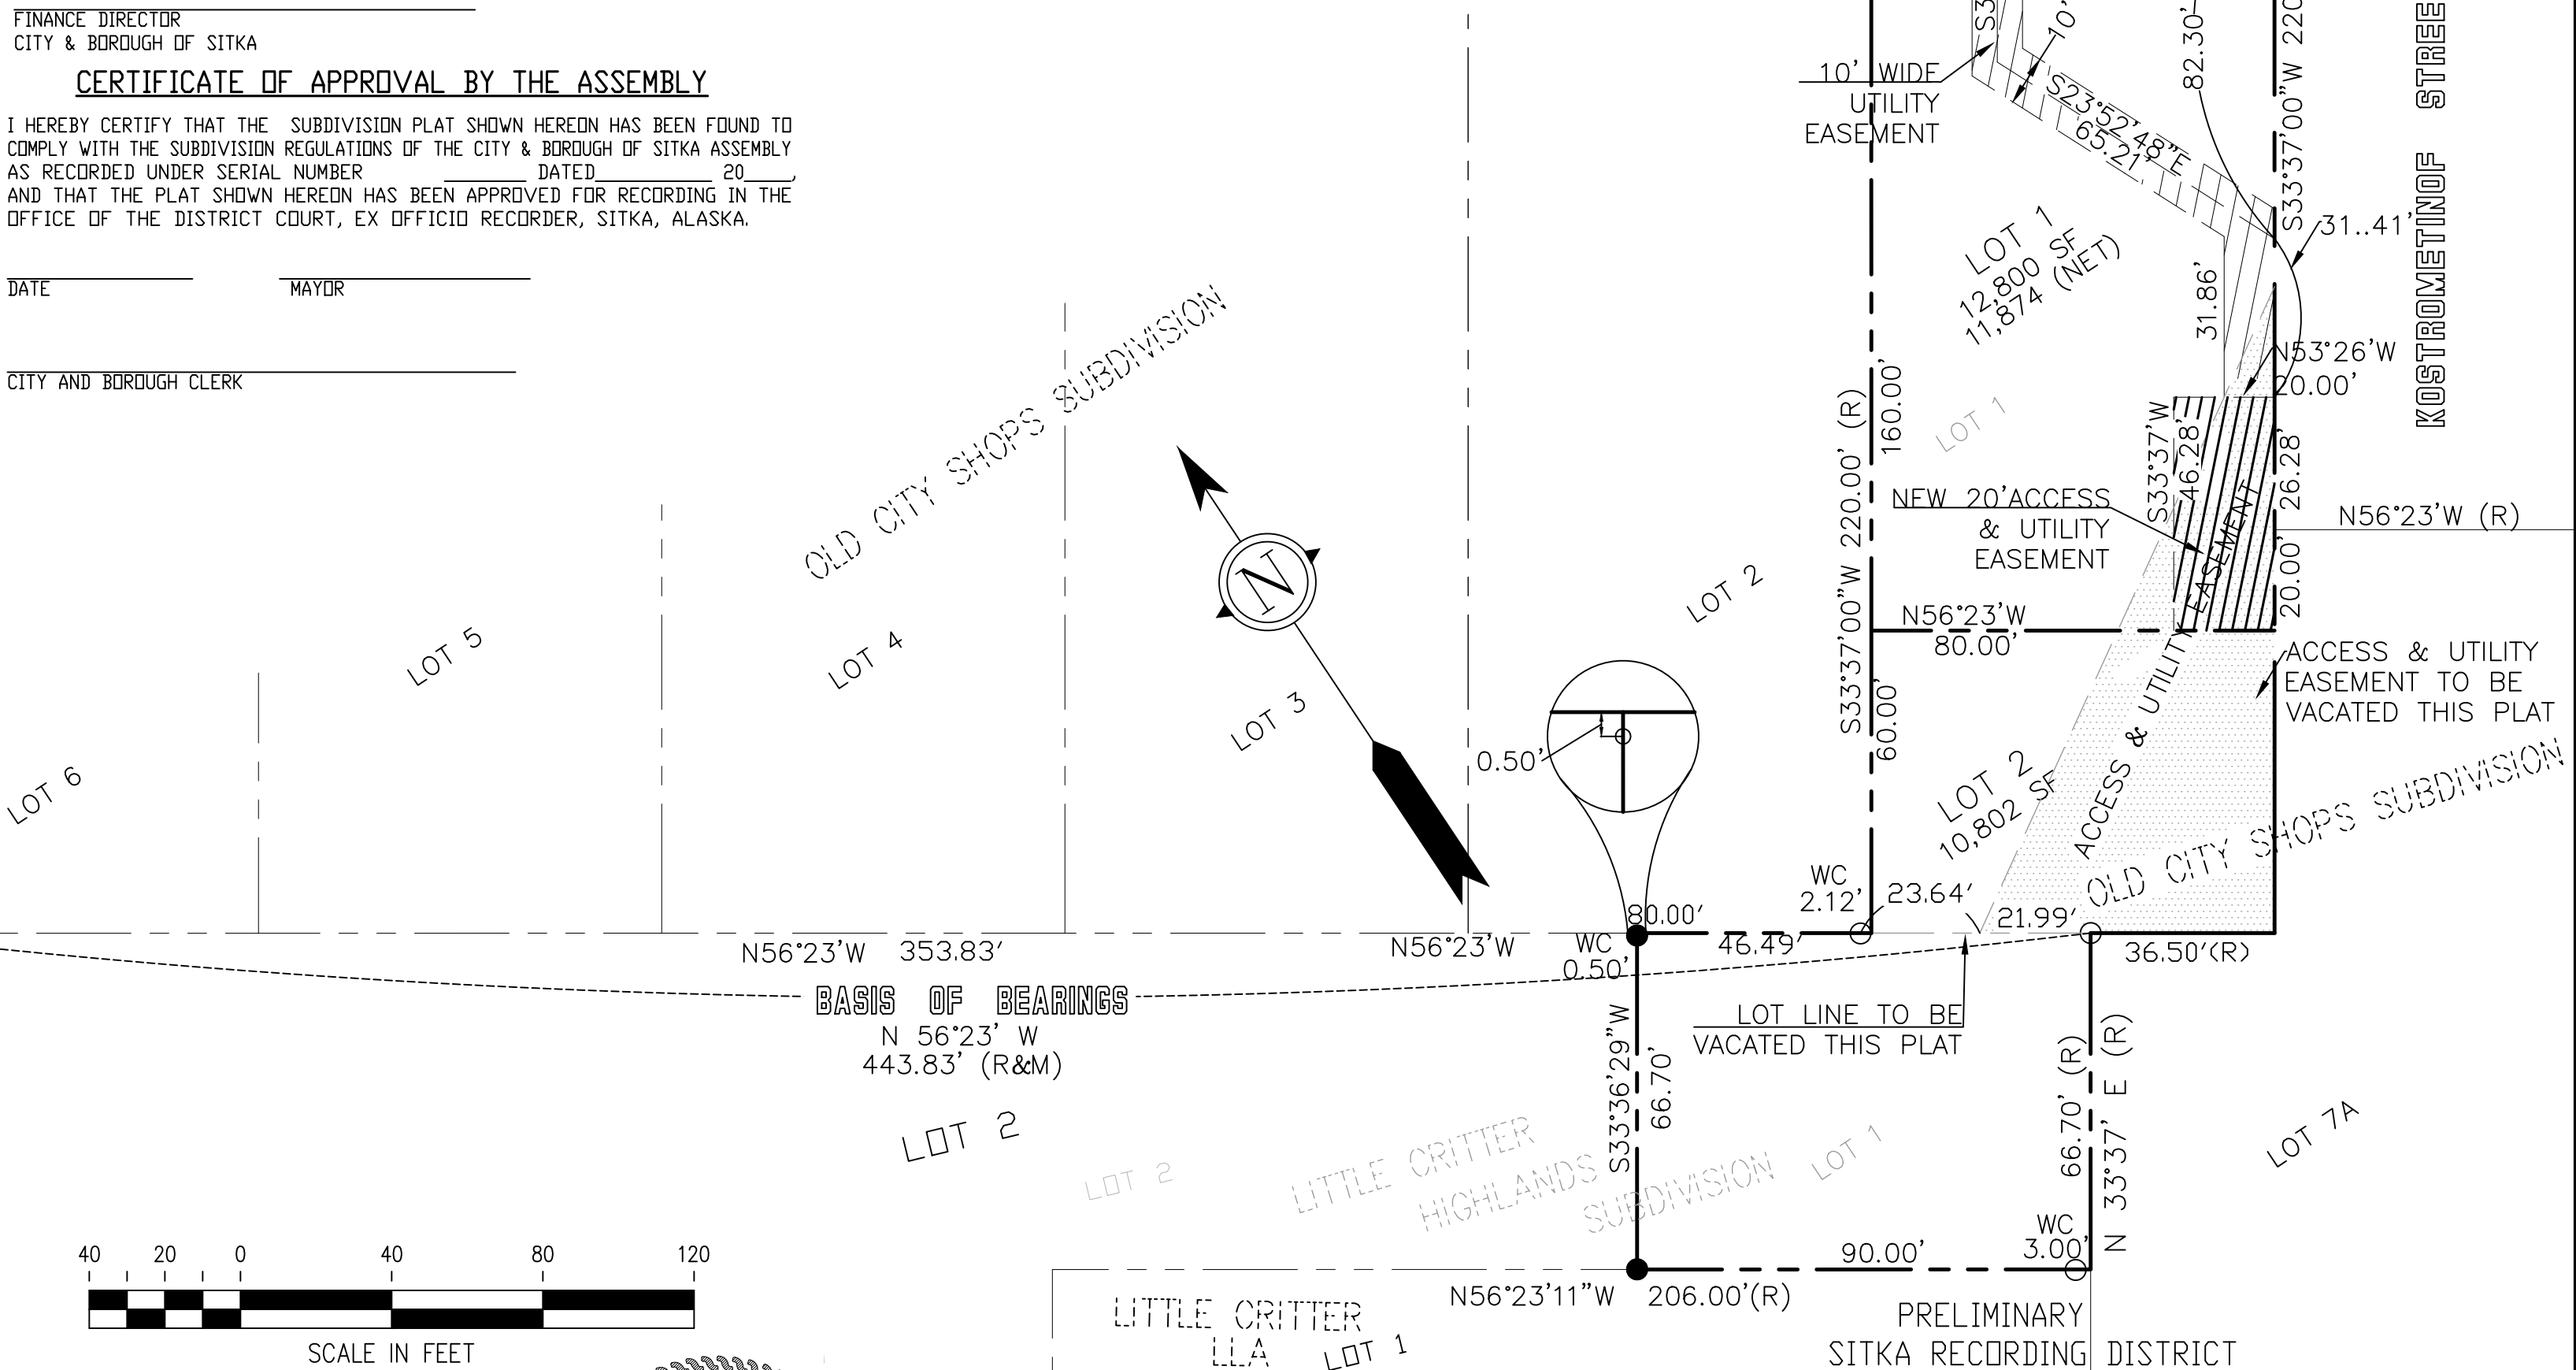 FINANCE DIRECTOR
CITY & BOROUGH OF SITKA
CERTIFICATE OF APPROVAL BY THE ASSEMBLY
I HEREBY CERTIFY THAT THE SUBDIVISION PLAT SHOWN HEREON HAS BEEN FOUND TO
COMPLY WITH THE SUBDIVISION REGULATIONS OF THE CITY & BOROUGH OF SITKA ASSEMBLY
AS RECORDED UNDER SERIAL NUMBER ______ DATED_________ 20____,
AND THAT THE PLAT SHOWN HEREON HAS BEEN APPROVED FOR RECORDING IN THE
OFFICE OF THE DISTRICT COURT, EX OFFICIO RECORDER, SITKA, ALASKA.
DATE
MAYOR
CITY AND BOROUGH CLERK
OLD CITY SHOPS SUBDIVISION
LOT 6
LOT 5
LOT 4
LOT 3
LOT 2
N
10' WIDE
UTILITY
EASEMENT
10'
S23°52'48"E
65.21'
82.30'
S33°37'00"W 220
KOSTROMETINOF STREE
31..41'
LOT 1
12,800 SF
11,874 (NET)
31.86'
N53°26'W
20.00'
LOT 1
S33°37'00"W 220.00' (R)
160.00'
60.00'
S33°37'W
46.28'
26.28'
20.00'
N56°23'W (R)
NEW 20'ACCESS
& UTILITY
EASEMENT
N56°23'W
80.00'
ACCESS & UTILITY EASEMENT
ACCESS & UTILITY
EASEMENT TO BE
VACATED THIS PLAT
OLD CITY SHOPS SUBDIVISION
LOT 2
10,802 SF
0.50'
WC
2.12'
23.64'
21.99'
80.00'
46.49'
36.50'(R)
N56°23'W 353.83'
N56°23'W
WC
0.50'
BASIS OF BEARINGS
N 56°23' W
443.83' (R&M)
LOT LINE TO BE
VACATED THIS PLAT
S33°36'29"W
66.70'
66.70' (R)
N 33°37' E (R)
LOT 7A
LOT 2
LOT 2
LITTLE CRITTER
HIGHLANDS
SUBDIVISION
LOT 1
WC
3.00'
90.00'
N56°23'11"W 206.00'(R)
LITTLE CRITTER
LLA
LOT 1
PRELIMINARY
SITKA RECORDING DISTRICT
40 20 0 40 80 120
SCALE IN FEET